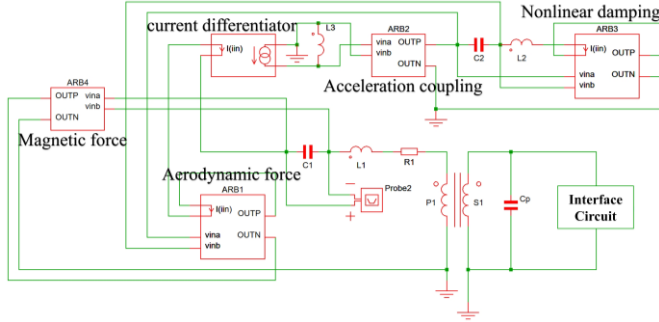 Nonlinear damping
current differentiator
L3
ARB2
ARB3
I(iin)
OUTP
vina
vinb
OUTN
C2
L2
I(iin)
OUTP
vina
vinb
OUTN
Acceleration coupling
ARB4
OUTP
vina
vinb
OUTN
Magnetic force
C1
L1
R1
Aerodynamic force
ARB1
I(iin)
OUTP
OUTN
vina
vinb
Probe2
P1
S1
Cp
Interface
Circuit